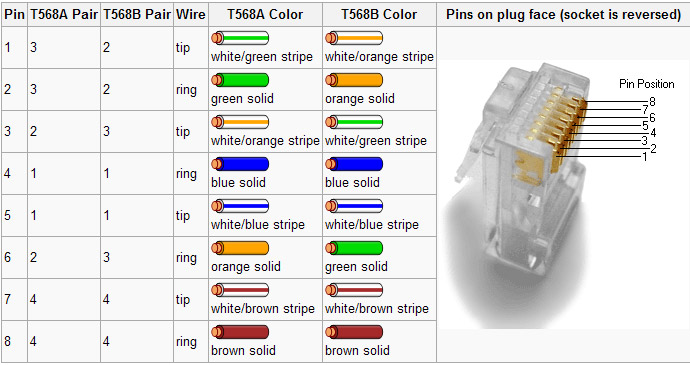 Pin T568A Pair T568B Pair Wire T568A Color T568B Color Pins on plug face (socket is reversed)
1 3 2 tip white/green stripe white/orange stripe
2 3 2 ring green solid orange solid
3 2 3 tip white/orange stripe white/green stripe
4 1 1 ring blue solid blue solid
5 1 1 tip white/blue stripe white/blue stripe
6 2 3 ring orange solid green solid
7 4 4 tip white/brown stripe white/brown stripe
8 4 4 ring brown solid brown solid
Pin Position
8
7
6
5
4
3
2
1